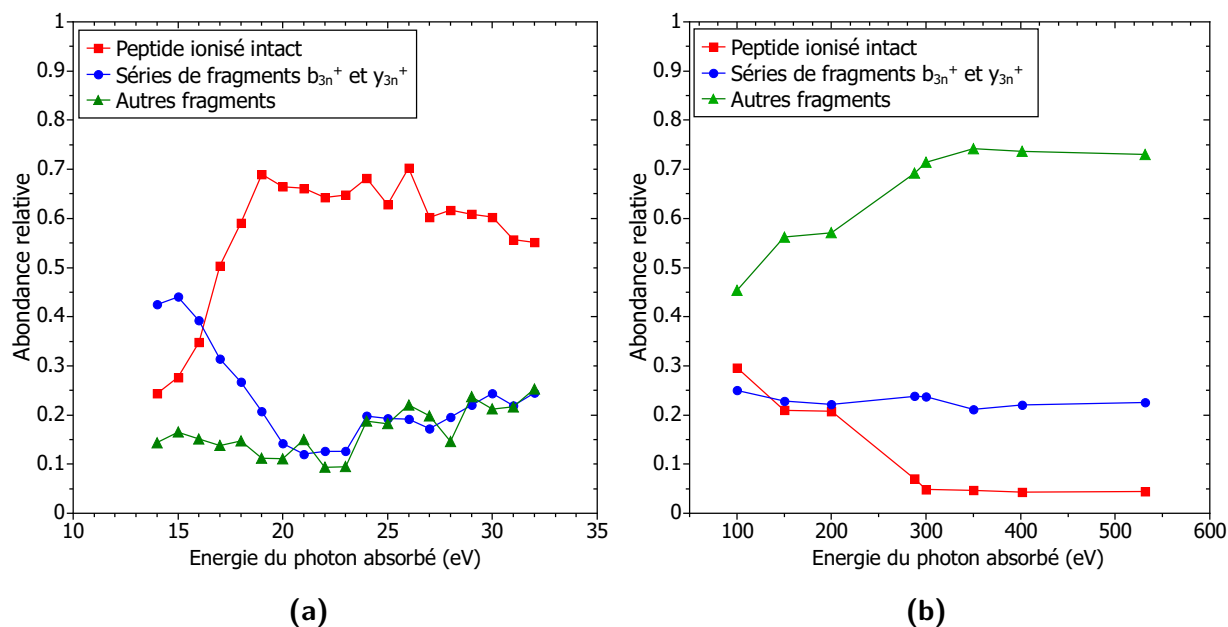 1
0.9
0.8
0.7
0.6
0.5
0.4
0.3
0.2
0.1
0
Abondance relative
Peptide ionisé intact
Séries de fragments b3n+ et y3n+
Autres fragments
10 15 20 25 30 35
Energie du photon absorbé (eV)
(a)
1
0.9
0.8
0.7
0.6
0.5
0.4
0.3
0.2
0.1
0
Abondance relative
Peptide ionisé intact
Séries de fragments b3n+ et y3n+
Autres fragments
100 200 300 400 500 600
Energie du photon absorbé (eV)
(b)